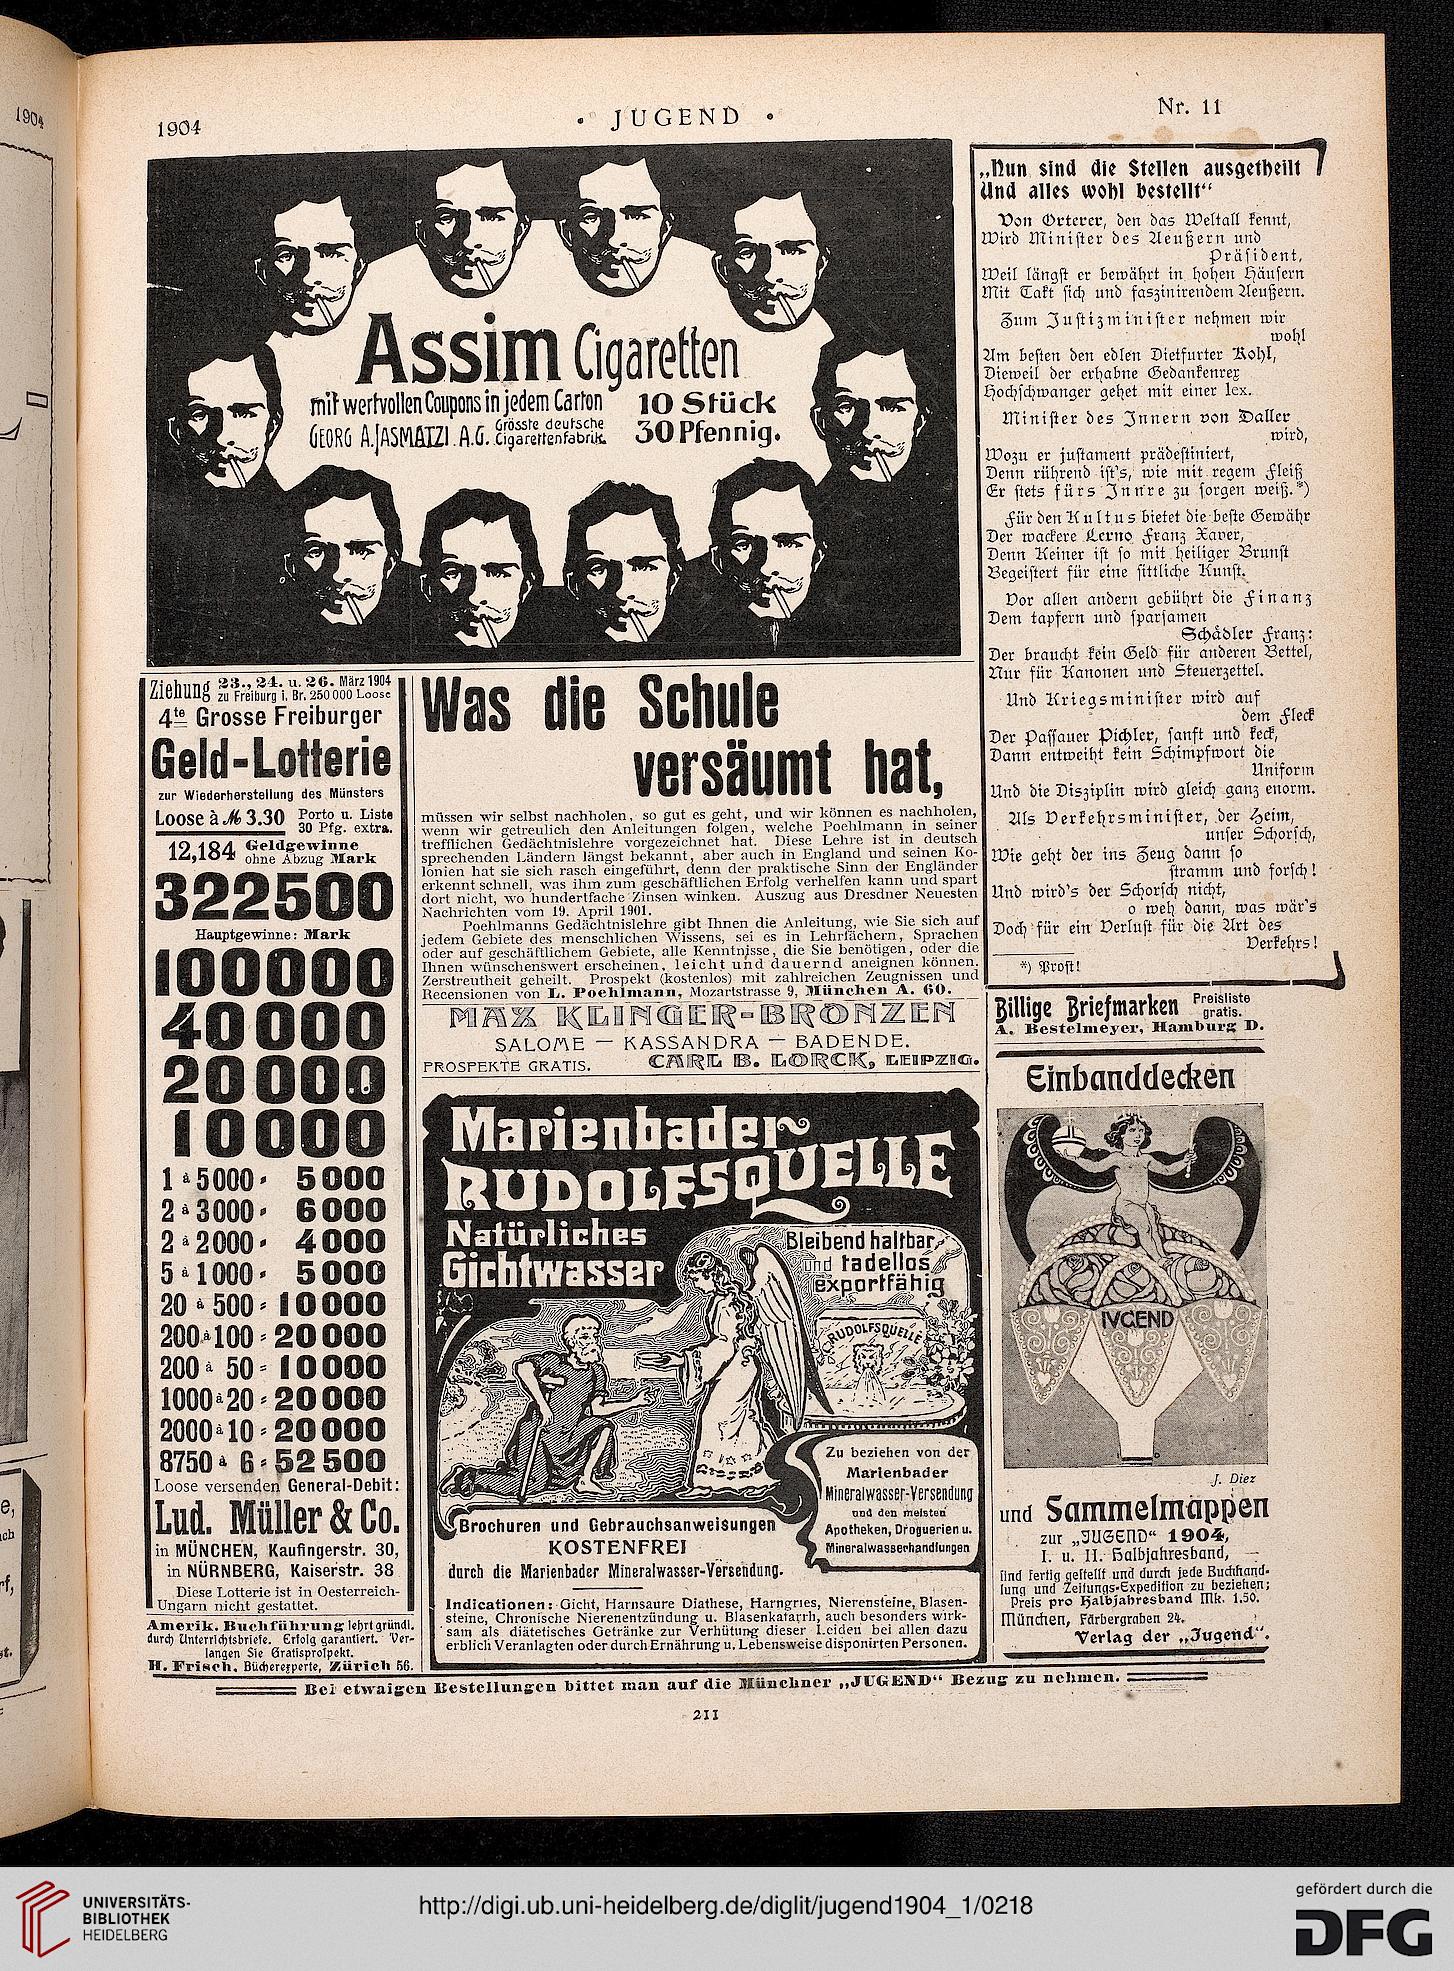 1904
1904
· JUGEND ·
Nr. 11
Assim Cigaretten
mit wertvollen Coupons in jedem Carton
10 Stück
GEORG A. JASMATZI. A.G. Grösste deutsche Cigarettenfabrik.
30 Pfennig.
„Nun sind die Stellen ausgetheilt
Und alles wohl bestellt“
Von Orterer, den das Weltall kennt,
Wird Minister des Aeußern und
Präsident,
Weil längst er bewährt in hohen Häusern
Mit Takt sich und faszinirendem Aeußern.
Zum Justizminister nehmen wir
wohl
Am besten den edlen Dietfurter Kohl,
Dieweil der erhabne Gedankenrex
Hochschwanger gehet mit einer lex.
Minister des Innern von Daller
wird,
Wozu er justament prädestiniert,
Denn rührend ist's, wie mit regem Fleiß
Er stets fürs Inn're zu sorgen weiß.*)
Für den Kultus bietet die beste Gewähr
Der wackere Lerno Franz Xaver,
Denn Keiner ist so mit heiliger Brunst
Begeistert für eine sittliche Kunst.
Vor allen andern gebührt die Finanz
Dem tapfern und sparsamen
Schädler Franz:
Der braucht kein Geld für anderen Bettel,
Nur für Kanonen und Steuerzettel.
Und Kriegsminister wird auf
dem Fleck
Der Passauer Pichler, sanft und keck,
Dann entweiht kein Schimpfwort die
Uniform
Und die Disziplin wird gleich ganz enorm.
Als Verkehrsminister, der Heim,
unser Schorsch,
Wie geht der ins Zeug dann so
stramm und forsch!
Und wird's der Schorsch nicht,
o weh dann, was wär's
Doch für ein Verlust für die Art des
Verkehrs!
*) Prost!
Ziehung 23., 24. u. 26. März 1904
zu Freiburg i. Br. 250000 Loose
4te Grosse Freiburger
Geld-Lotterie
zur Wiederherstellung des Münsters
Loose à M 3.30 Porto u. Liste
30 Pfg. extra.
12,184 Geldgewinne
ohne Abzug Mark
322500
Hauptgewinne: Mark
100000
40000
20000
10000
1 à 5000 = 5000
2 à 3000 = 6000
2 à 2000 = 4000
5 à 1000 = 5000
20 à 500 = 10000
200 à 100 = 20000
200 à 50 = 10000
1000 à 20 = 20000
2000 à 10 = 20000
8750 à 6 = 52500
Loose versenden General-Debit:
Lud. Müller & Co.
in MÜNCHEN, Kaufingerstr. 30,
in NÜRNBERG, Kaiserstr. 38
Diese Lotterie ist in Oesterreich-
Ungarn nicht gestattet.
Amerik. Buchführung lehrt gründl.
durch Unterrichtsbriefe. Erfolg garantiert. Ver-
langen Sie Gratisprospekt.
H. Frisch, Bücherexperte, Zürich 56.
Was die Schule
versäumt hat,
müssen wir selbst nachholen, so gut es geht, und wir können es nachholen,
wenn wir getreulich den Anleitungen folgen, welche Poehlmann in seiner
trefflichen Gedächtnislehre vorgezeichnet hat. Diese Lehre ist in deutsch
sprechenden Ländern längst bekannt, aber auch in England und seinen Ko-
lonien hat sie sich rasch eingeführt, denn der praktische Sinn der Engländer
erkennt schnell, was ihm zum geschäftlichen Erfolg verhelfen kann und spart
dort nicht, wo hundertfache Zinsen winken. Auszug aus Dresdner Neuesten
Nachrichten vom 19. April 1901.
Poehlmanns Gedächtnislehre gibt Ihnen die Anleitung, wie Sie sich auf
jedem Gebiete des menschlichen Wissens, sei es in Lehrfächern, Sprachen
oder auf geschäftlichem Gebiete, alle Kenntnisse, die Sie benötigen, oder die
Ihnen wünschenswert erscheinen, leicht und dauernd aneignen können.
Zerstreutheit geheilt. Prospekt (kostenlos) mit zahlreichen Zeugnissen und
Recensionen von L. Poehlmann, Mozartstrasse 9, München A. 60.
MAX KLINGER-BRONZEN
SALOME — KASSANDRA — BADENDE.
PROSPEKTE GRATIS. CARL B. LORCK, LEIPZIG.
Marienbader
RUDOLFSQUELLE
Natürliches
Gichtwasser
Bleibend haltbar,
und tadellos
exportfähig
RUDOLFSQUELLE
Zu beziehen von der
Marienbader
Mineralwasser-Versendung
und den meisten
Apotheken, Droguerien u.
Mineralwasserhandlungen
Brochuren und Gebrauchsanweisungen
KOSTENFREI
durch die Marienbader Mineralwasser-Versendung.
Indicationen: Gicht, Harnsaure Diathese, Harngries, Nierensteine, Blasen-
steine, Chronische Nierenentzündung u. Blasenkatarrh, auch besonders wirk-
sam als diätetisches Getränke zur Verhütung dieser Leiden bei allen dazu
erblich Veranlagten oder durch Ernährung u. Lebensweise disponirten Personen.
Billige Briefmarken Preisliste
gratis.
A. Bestelmeyer, Hamburg D.
Einbanddecken
JUGEND
J. Diez
und Sammelmappen
zur „JUGEND“ 1904,
I. u. II. Halbjahresband,
sind fertig gestellt und durch jede Buchhand-
lung und Zeitungs-Expedition zu beziehen;
Preis pro Halbjahresband Mk. 1.50.
München, Färbergraben 24.
Verlag der „Jugend“.
Bei etwaigen Bestellungen bittet man auf die Münchner „JUGEND“ Bezug zu nehmen.
211
UNIVERSITÄTS-
BIBLIOTHEK
HEIDELBERG
http://digi.ub.uni-heidelberg.de/diglit/jugend1904_1/0218
gefördert durch die
DFG